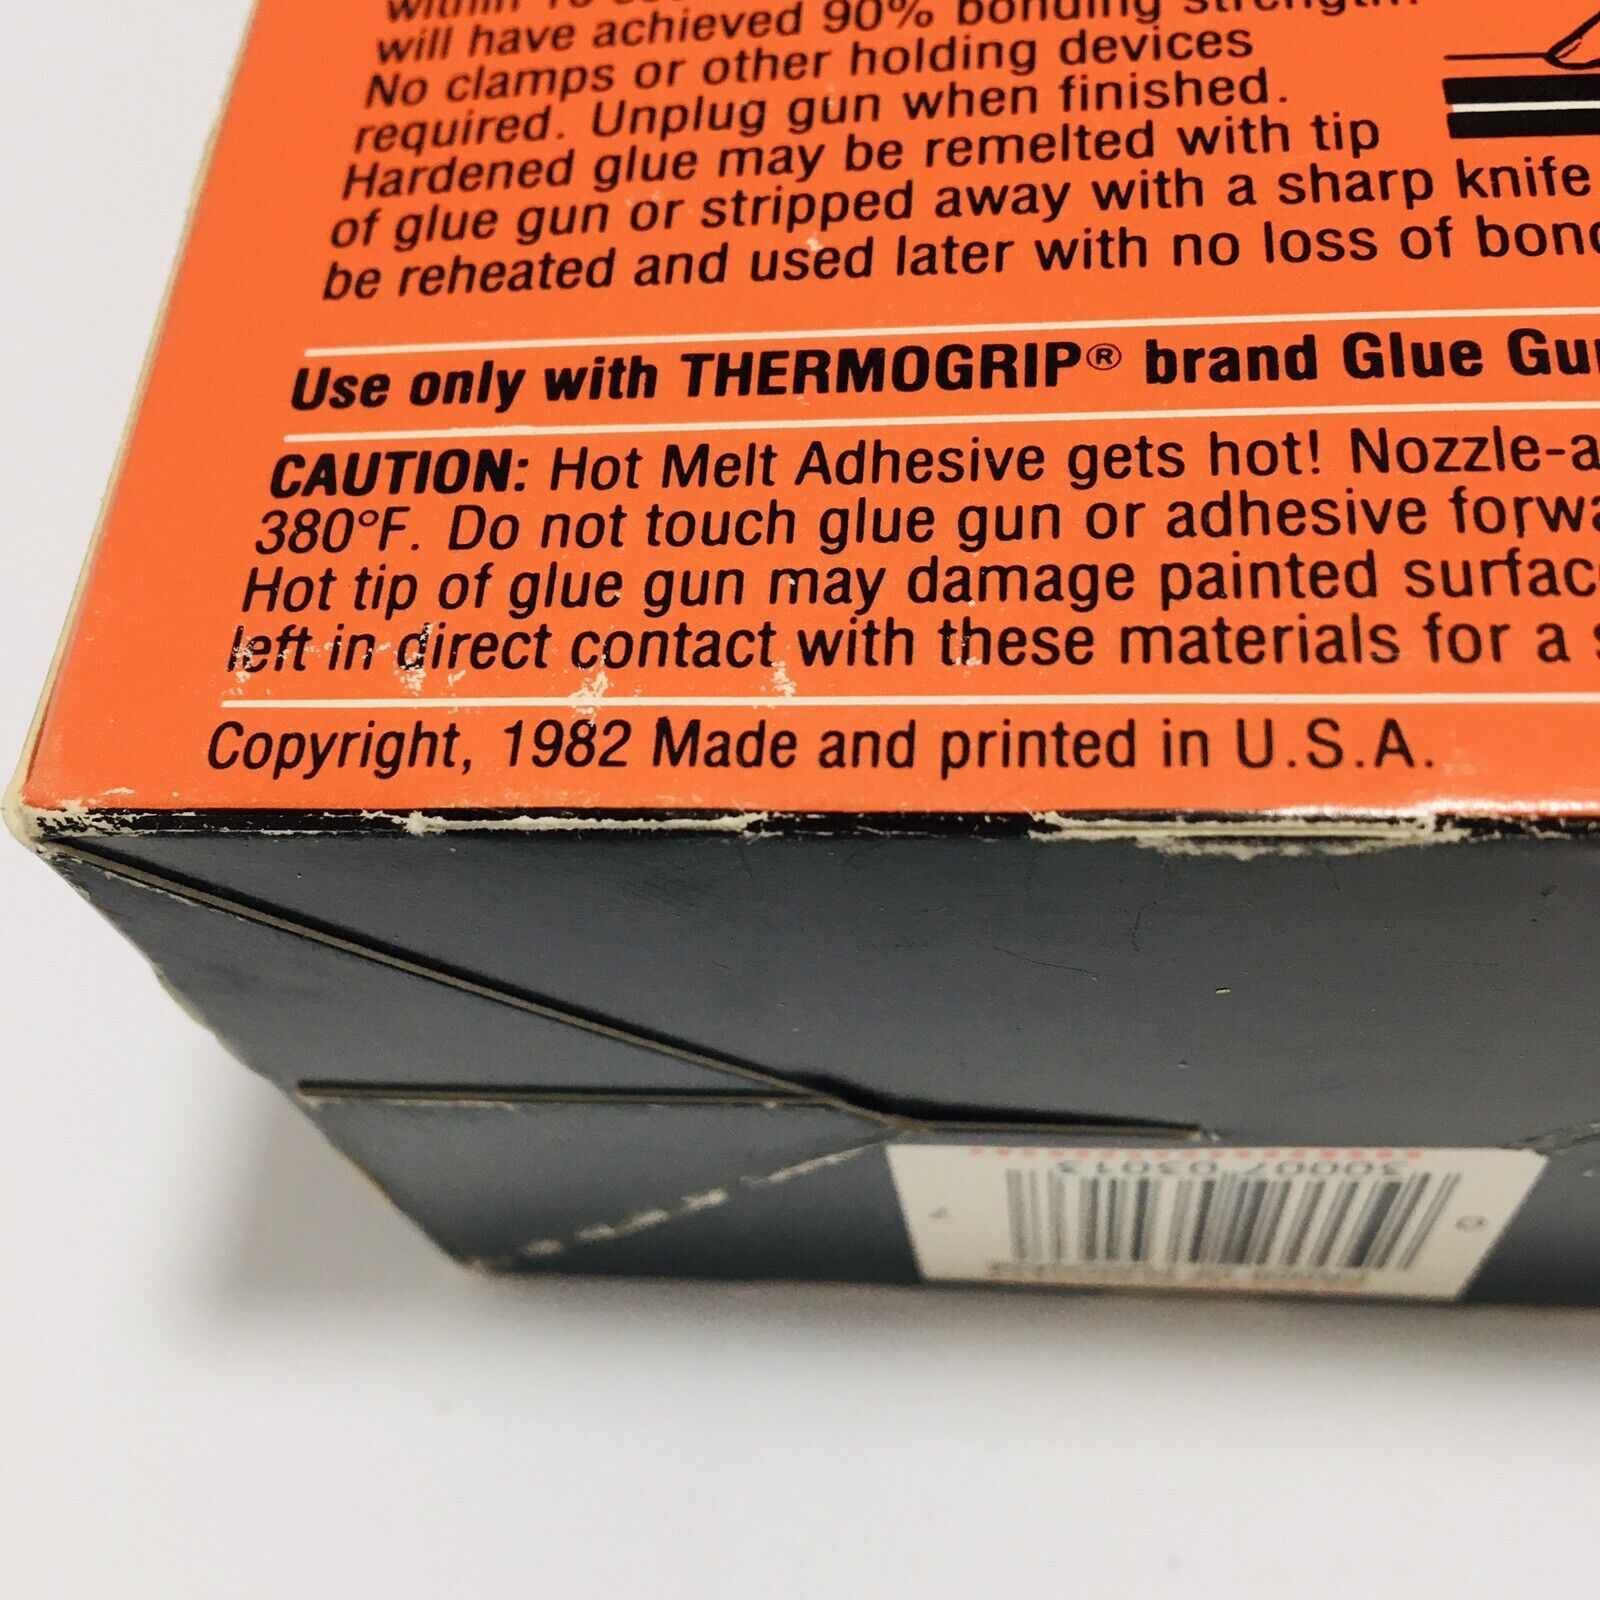 will have achieved 90% bonding strength.
No clamps or other holding devices
required. Unplug gun when finished.
Hardened glue may be remelted with tip
of glue gun or stripped away with a sharp knife
be reheated and used later with no loss of
Use only with THERMOGRIP® brand Glue
CAUTION: Hot Melt Adhesive gets hot! Nozzle-a
380°F. Do not touch glue gun or adhesive
Hot tip of glue gun may damage painted
left in direct contact with these materials for a
Copyright, 1982 Made and printed in U.S.A.
30007 03013